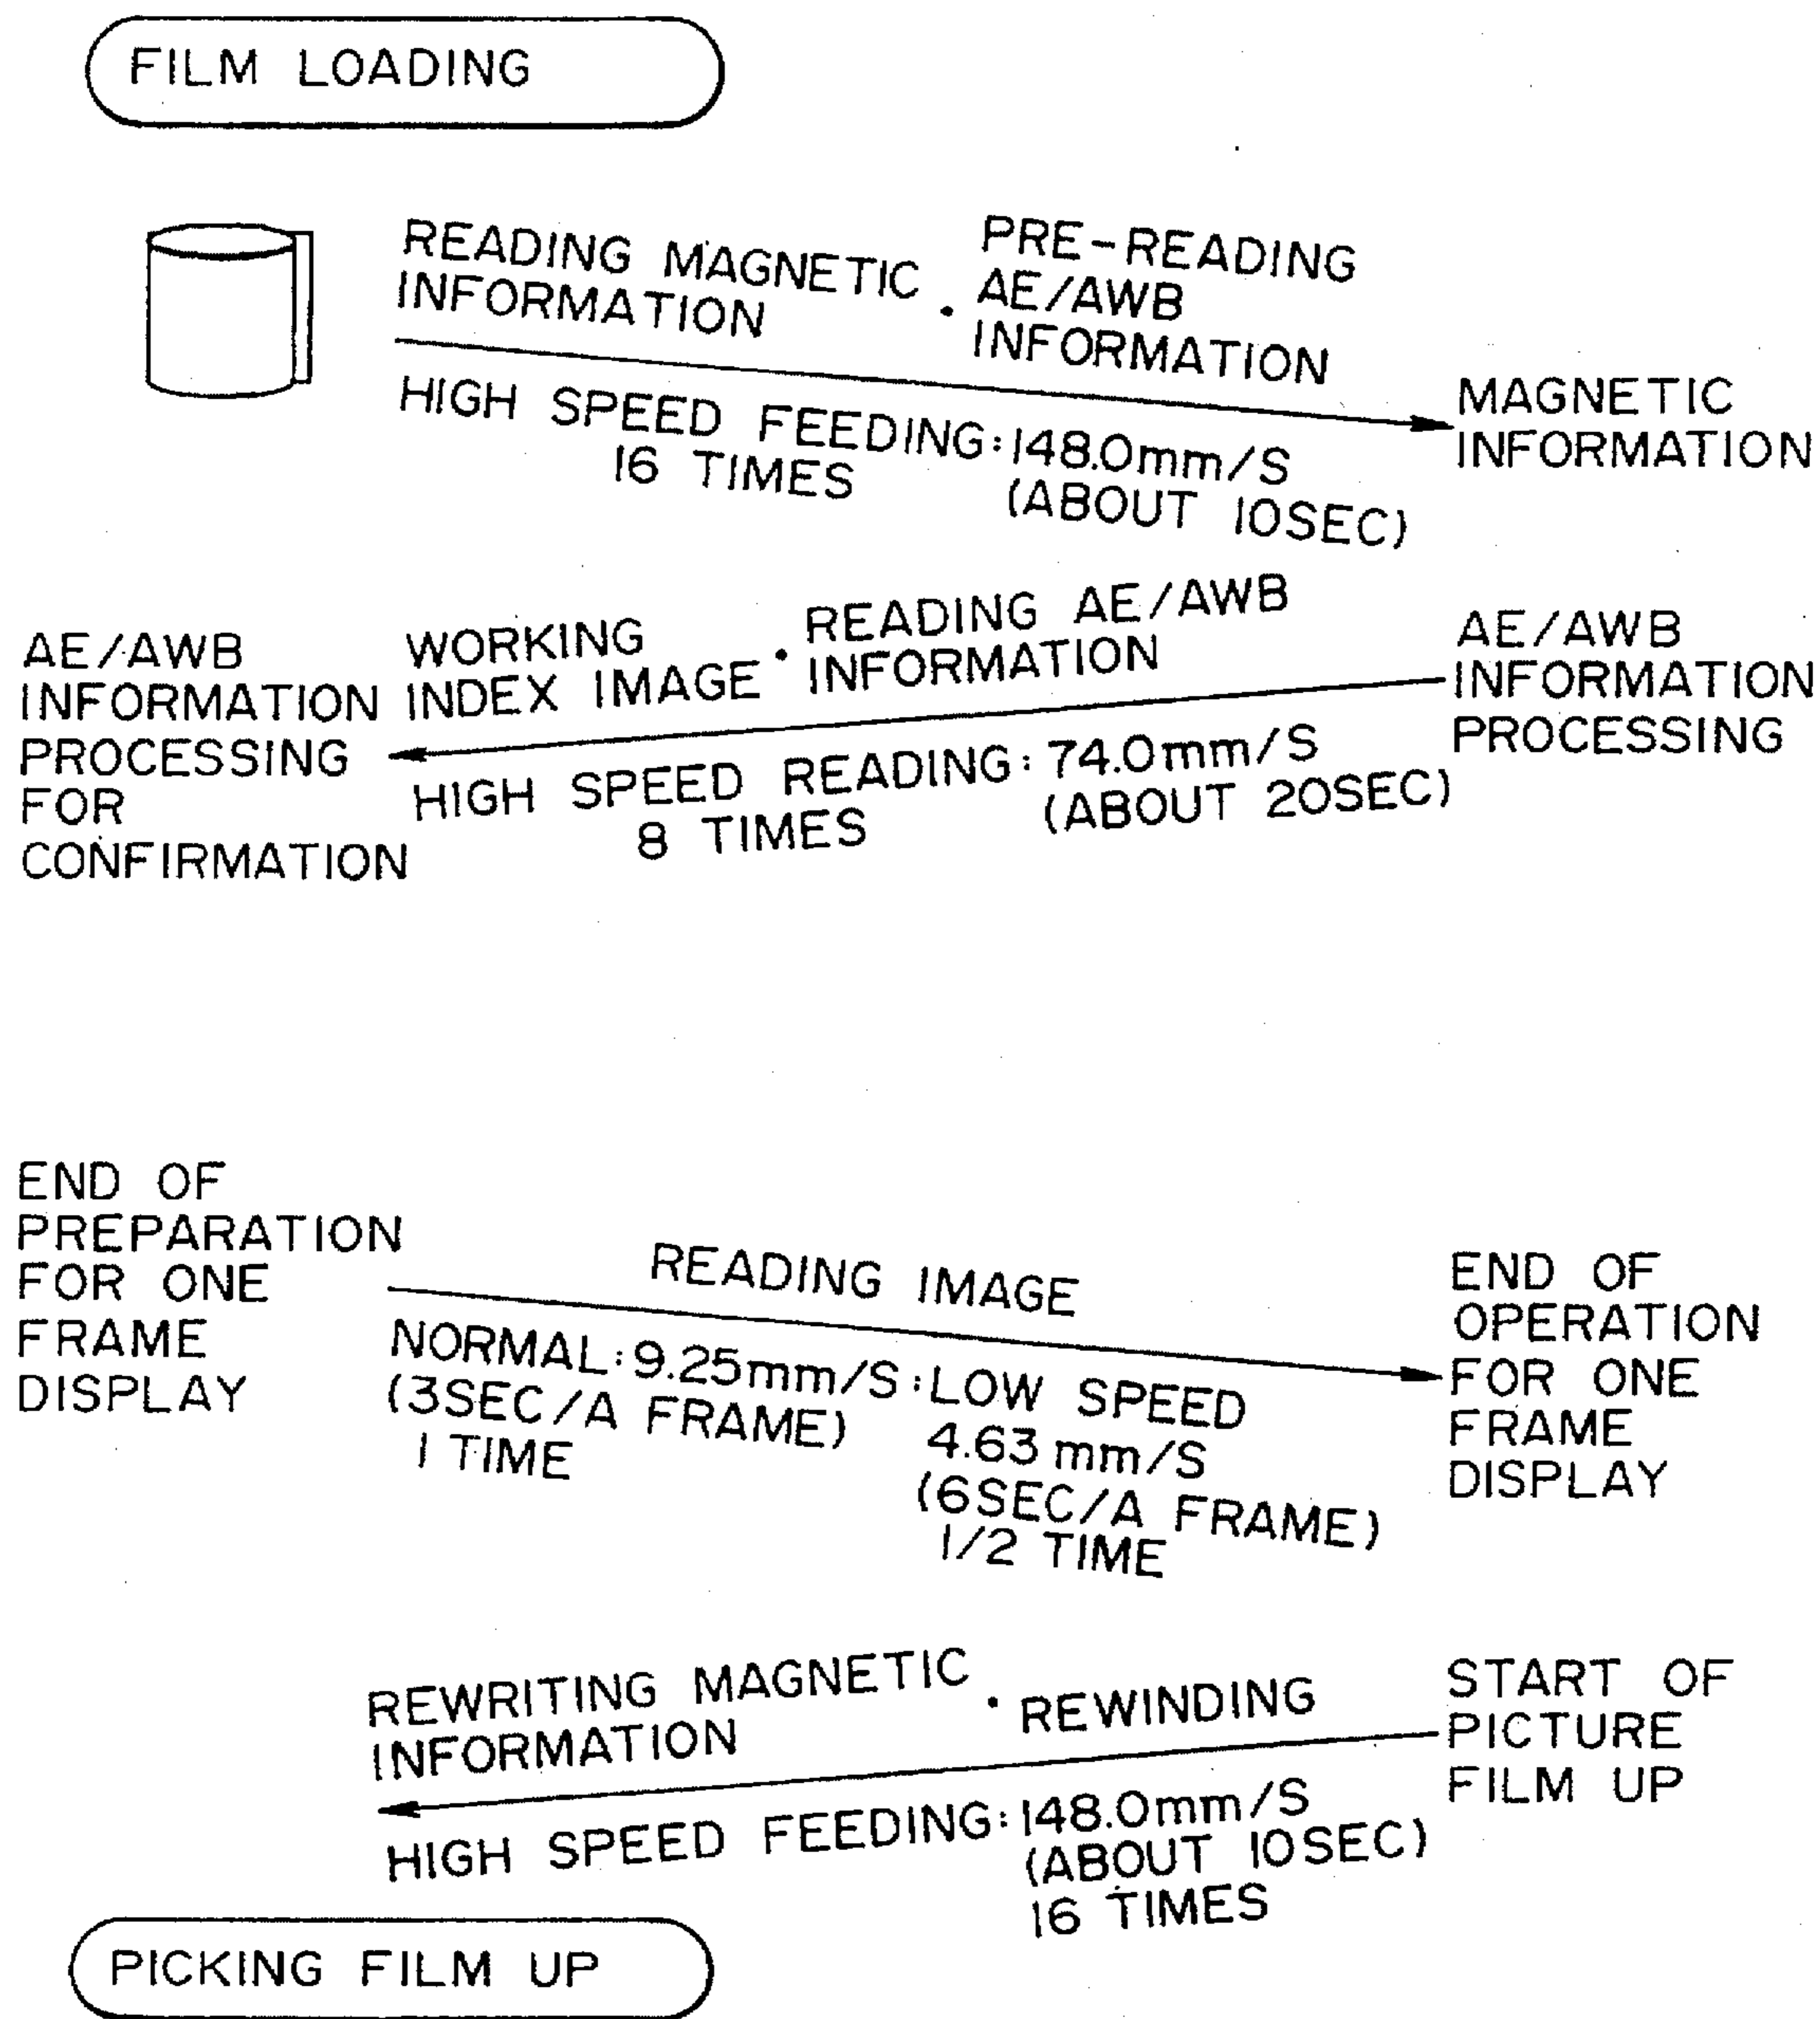 FILM LOADING
READING MAGNETIC
INFORMATION
·
PRE-READING
AE/AWB
INFORMATION
HIGH SPEED FEEDING:148.0mm/S
16 TIMES
(ABOUT 10SEC)
MAGNETIC
INFORMATION
AE/AWB
INFORMATION
PROCESSING
FOR
CONFIRMATION
WORKING
INDEX IMAGE
·
READING AE/AWB
INFORMATION
HIGH SPEED READING:74.0mm/S
8 TIMES
(ABOUT 20SEC)
AE/AWB
INFORMATION
PROCESSING
END OF
PREPARATION
FOR ONE
FRAME
DISPLAY
READING IMAGE
NORMAL:9.25mm/S:LOW SPEED
(3SEC/A FRAME)
1 TIME
4.63mm/S
(6SEC/A FRAME)
1/2 TIME
END OF
OPERATION
FOR ONE
FRAME
DISPLAY
REWRITING MAGNETIC
INFORMATION
· REWINDING
HIGH SPEED FEEDING:148.0mm/S
(ABOUT 10SEC)
16 TIMES
START OF
PICTURE
FILM UP
PICKING FILM UP